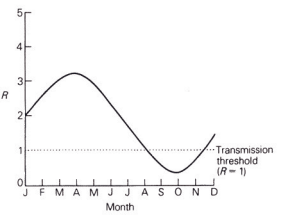 5
4
3
R
2
1
0
Transmission
threshold
(R = 1)
J F M A M J J A S O N D
Month